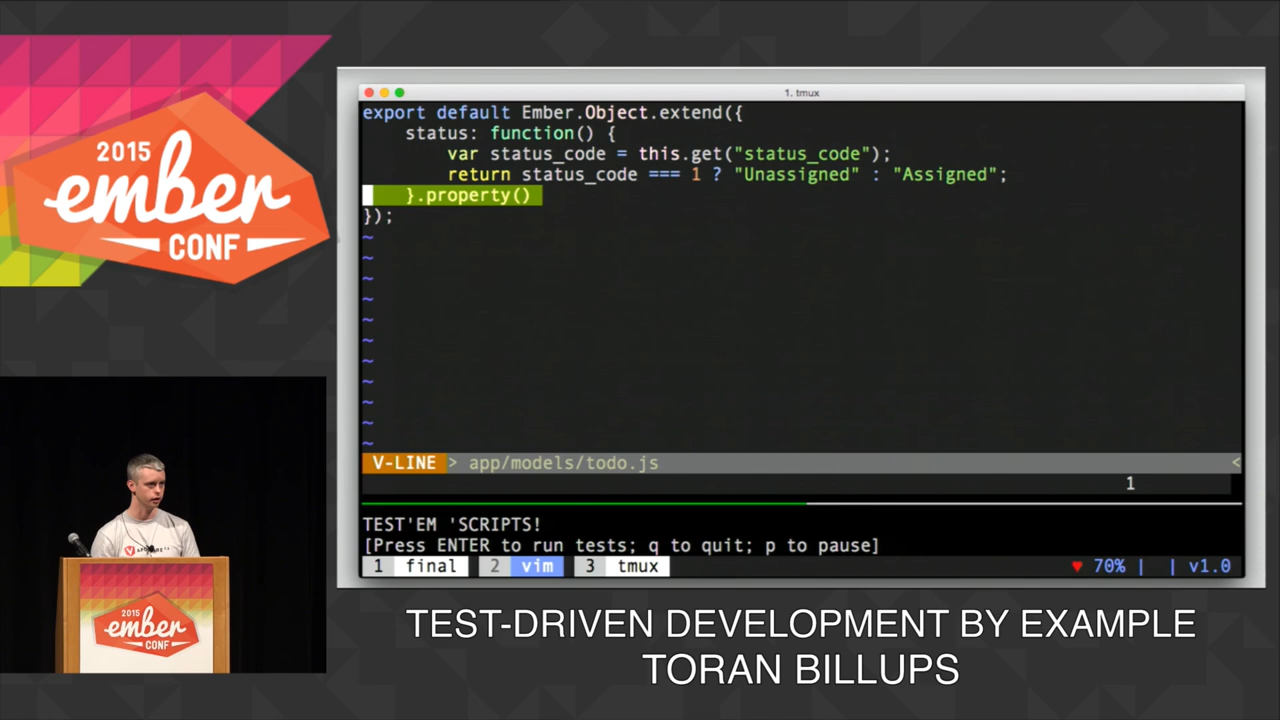 2015
ember
CONF
1. tmux
export default Ember.Object.extend({
    status: function() {
        var status_code = this.get("status_code");
        return status_code === 1 ? "Unassigned" : "Assigned";
    }.property()
});
~
~
~
~
~
~
~
~
~
~
~
V-LINE > app/models/todo.js <
1
TEST'EM 'SCRIPTS!
[Press ENTER to run tests; q to quit; p to pause]
1 final 2 vim 3 tmux ♥ 70% | | v1.0
2015
ember
CONF
TEST-DRIVEN DEVELOPMENT BY EXAMPLE
TORAN BILLUPS